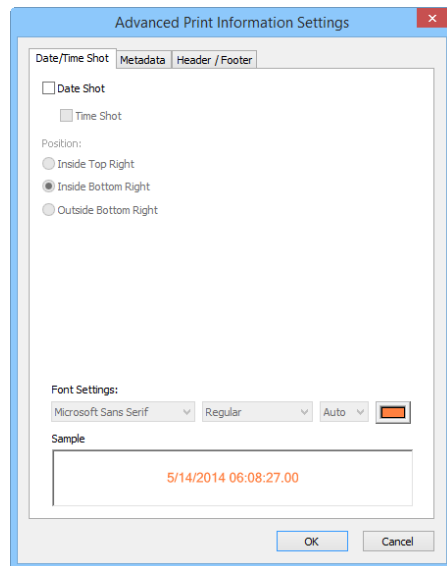 Advanced Print Information Settings
Date/Time Shot Metadata Header / Footer
Date Shot
Time Shot
Position:
Inside Top Right
Inside Bottom Right
Outside Bottom Right
Font Settings:
Microsoft Sans Serif Regular Auto
Sample
5/14/2014 06:08:27.00
OK Cancel